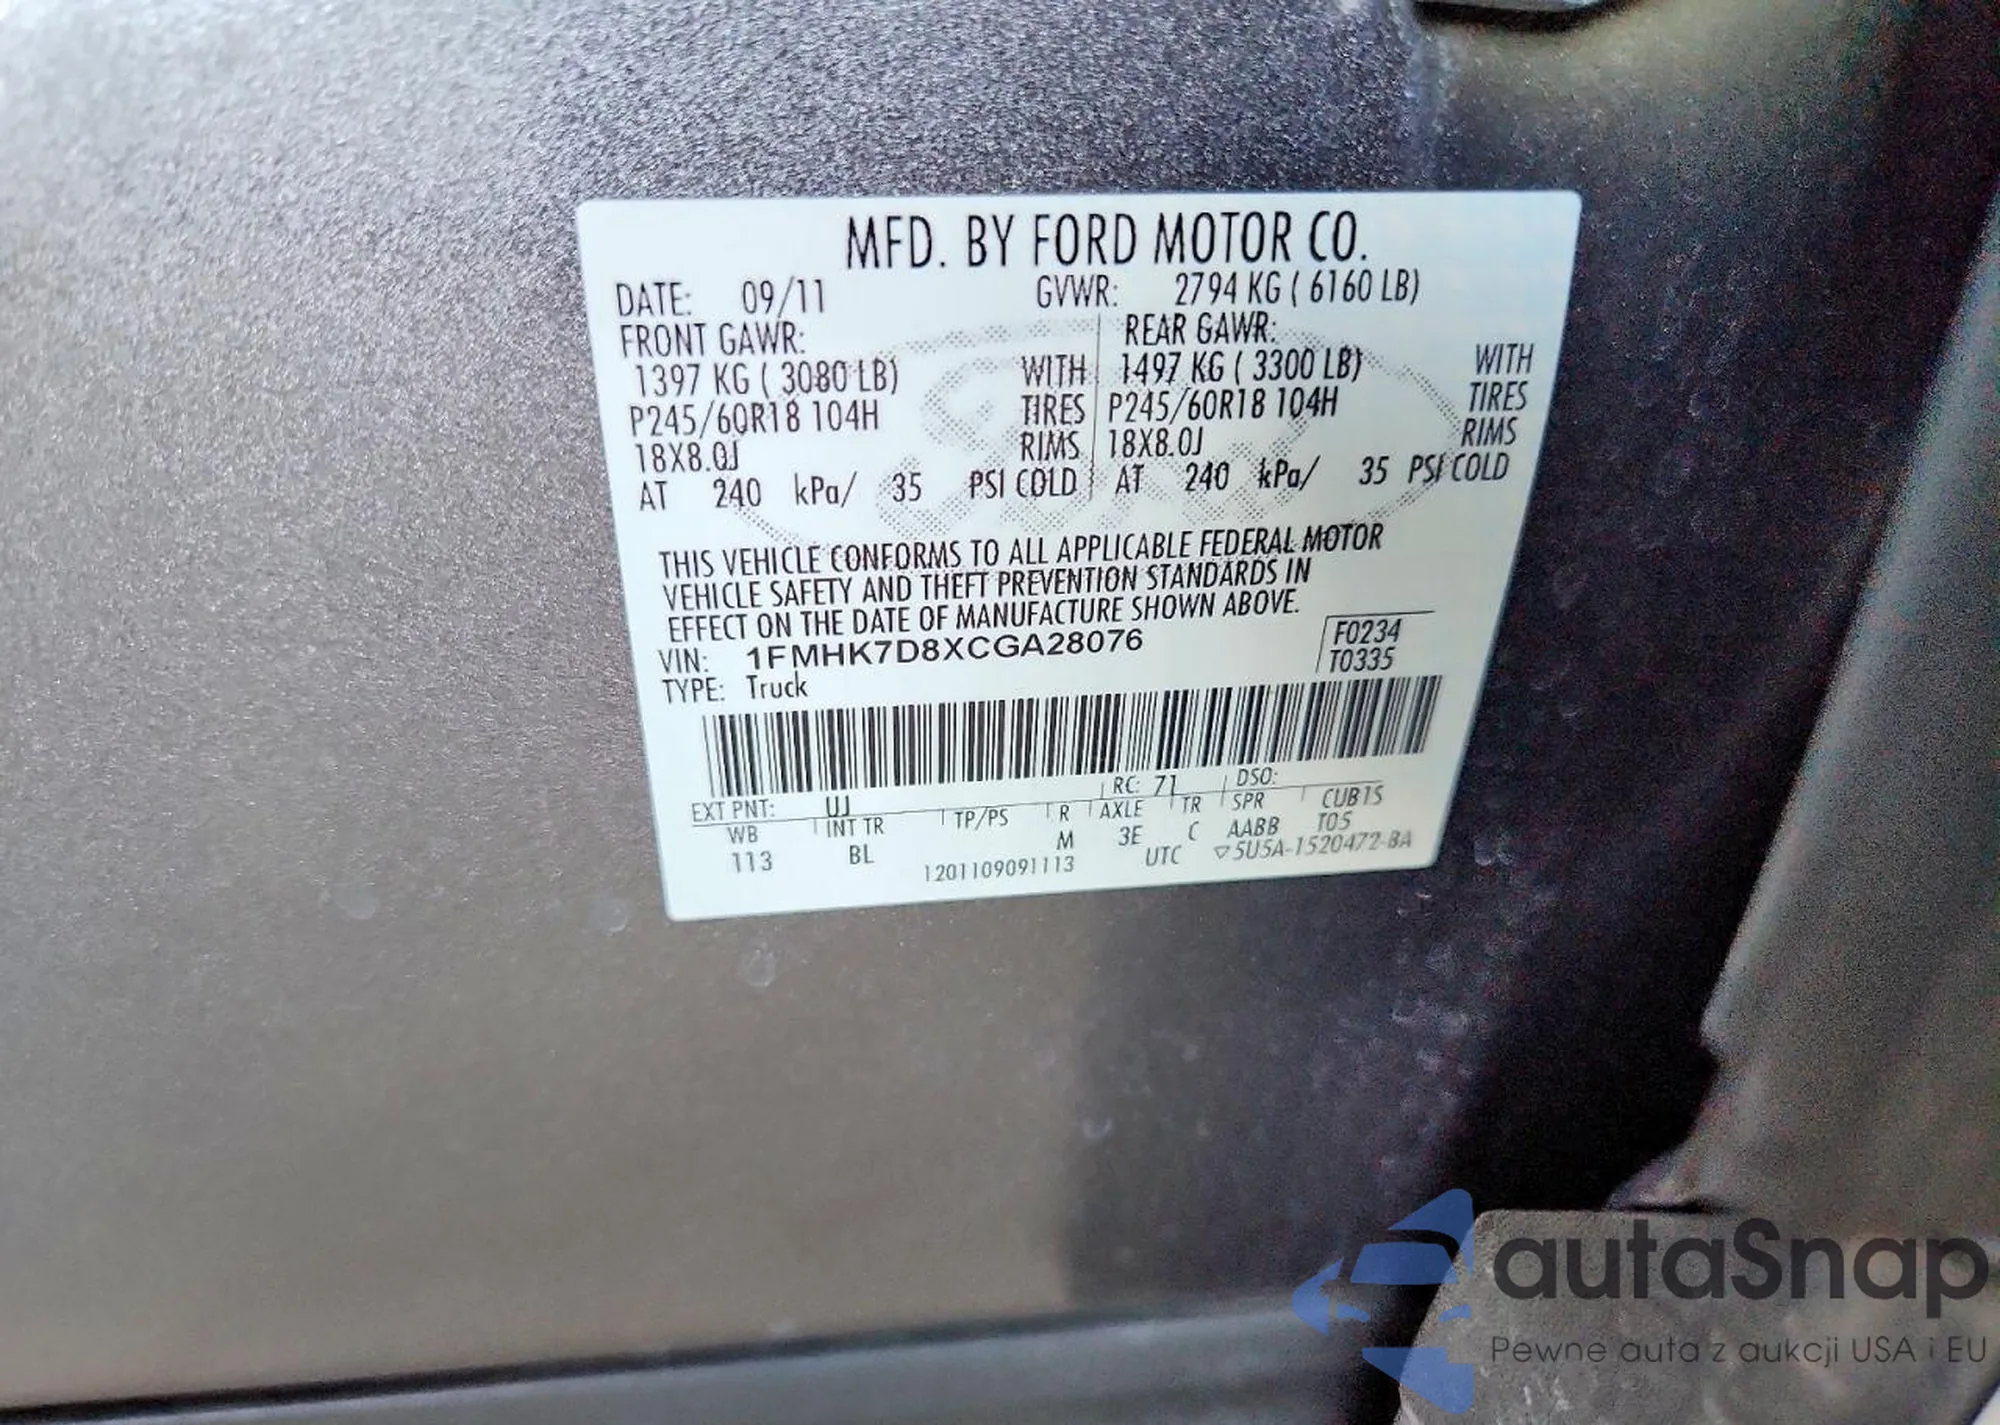 MFD. BY FORD MOTOR CO.
DATE: 09/11 GVWR: 2794 KG ( 6160 LB)
FRONT GAWR: REAR GAWR:
1397 KG ( 3080 LB) WITH 1497 KG ( 3300 LB) WITH
P245/60R18 104H TIRES P245/60R18 104H TIRES
18X8.0J RIMS 18X8.0J RIMS
AT 240 kPa/ 35 PSI COLD AT 240 kPa/ 35 PSI COLD
THIS VEHICLE CONFORMS TO ALL APPLICABLE FEDERAL MOTOR
VEHICLE SAFETY AND THEFT PREVENTION STANDARDS IN
EFFECT ON THE DATE OF MANUFACTURE SHOWN ABOVE.
VIN: 1FMHK7D8XCGA28076 F0234
TYPE: Truck T0335
EXT PNT: UJ RC: 71 DSO:
WB INT TR TP/PS R AXLE TR SPR CUB1S
113 BL M 3E C AABB T05
1201109091113 UTC ▽5U5A-1520472-BA
autaSnap
Pewne auta z aukcji USA i EU